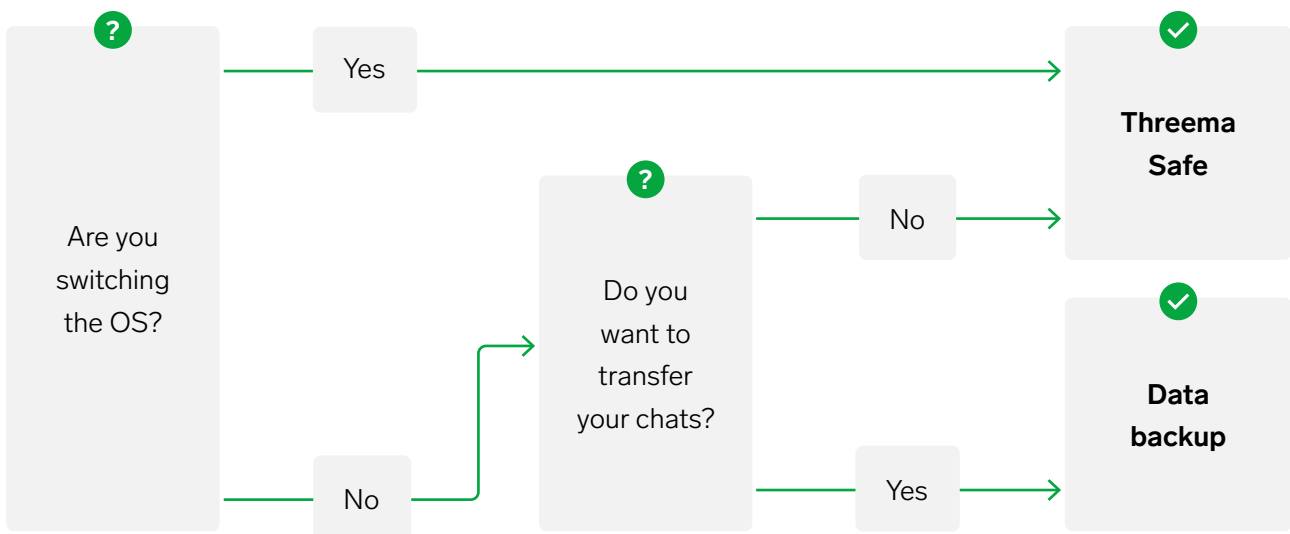 ?
Are you
switching
the OS?
Yes
No
?
Do you
want to
transfer
your chats?
No
Yes
Threema
Safe
Data
backup